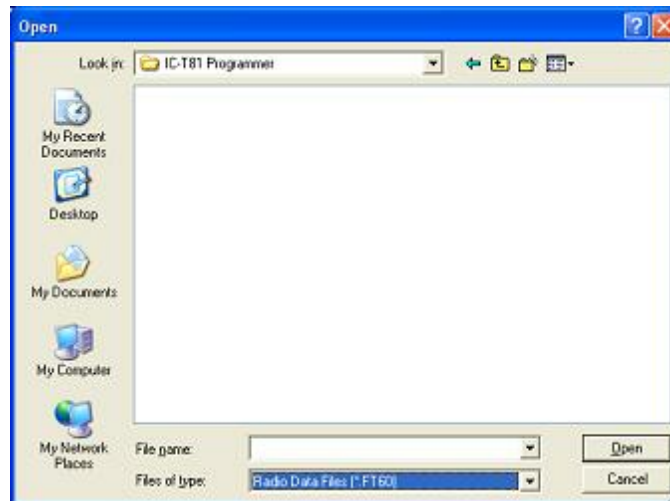 Open
Look in:
IC-T81 Programmer
My Recent
Documents
Desktop
My Documents
My Computer
My Network
Places
File name:
Open
Files of type:
Radio Data Files (*.FT60)
Cancel